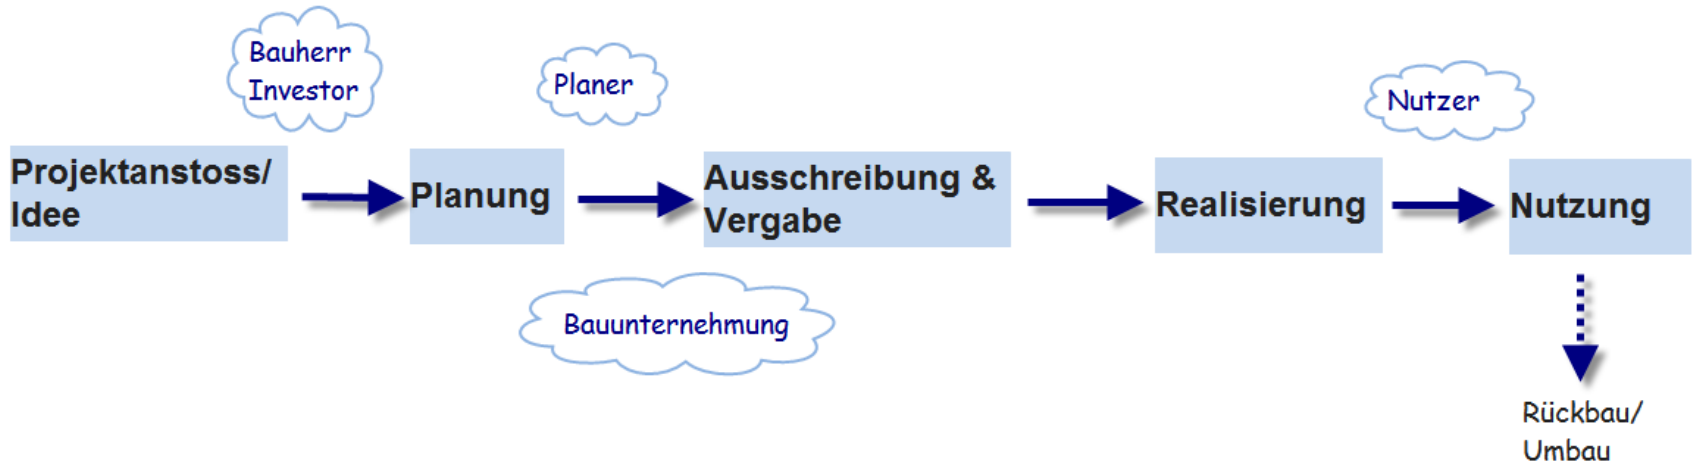 Bauherr
Investor
Planer
Nutzer
Projektanstoss/
Idee
Planung
Ausschreibung &
Vergabe
Realisierung
Nutzung
Bauunternehmung
Rückbau/
Umbau